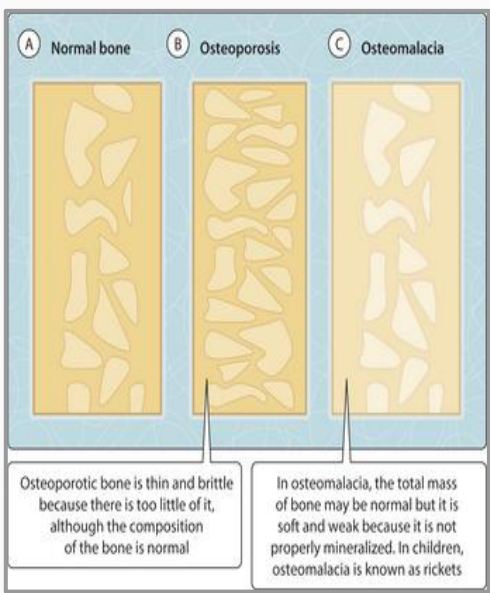 A Normal bone
B Osteoporosis
C Osteomalacia
Osteoporotic bone is thin and brittle
because there is too little of it,
although the composition
of the bone is normal
In osteomalacia, the total mass
of bone may be normal but it is
soft and weak because it is not
properly mineralized. In children,
osteomalacia is known as rickets